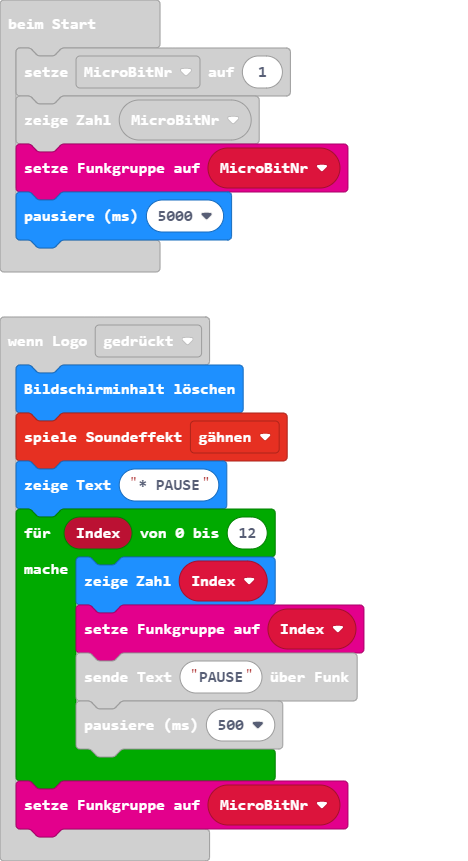 beim Start
setze MicroBitNr auf 1
zeige Zahl MicroBitNr
setze Funkgruppe auf MicroBitNr
pausiere (ms) 5000
wenn Logo gedrückt
Bildschirminhalt löschen
spiele Soundeffekt gähnen
zeige Text "* PAUSE"
für Index von 0 bis 12
mache
zeige Zahl Index
setze Funkgruppe auf Index
sende Text "PAUSE" über Funk
pausiere (ms) 500
setze Funkgruppe auf MicroBitNr